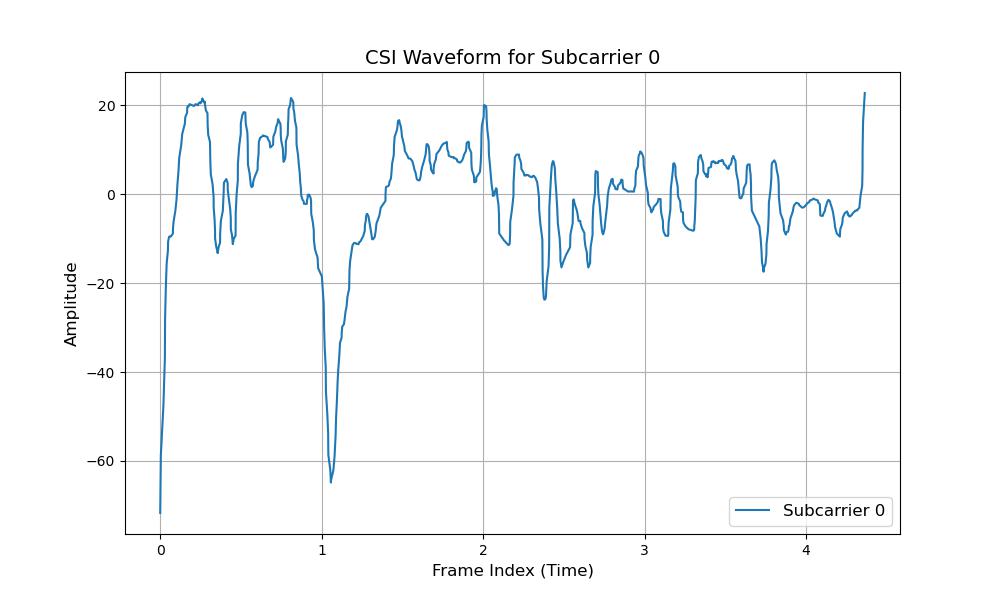 CSI Waveform for Subcarrier 0
Amplitude
20
0
−20
−40
−60
0
1
2
3
4
Frame Index (Time)
Subcarrier 0